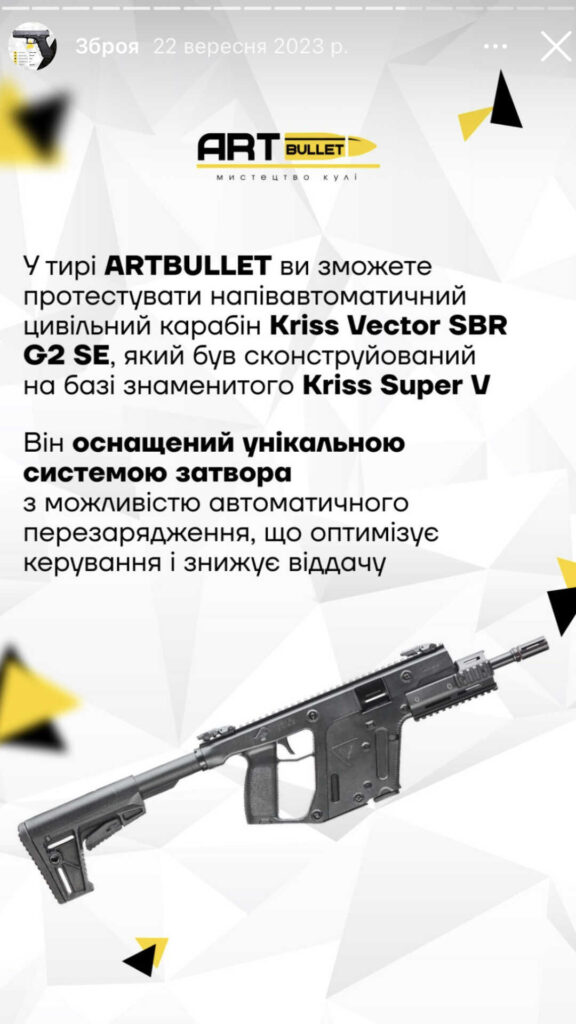 Зброя 22 вересня 2023 р.
ART BULLET
мистецтво кулі
У тирі ARTBULLET ви зможете
протестувати напівавтоматичний
цивільний карабін Kriss Vector SBR
G2 SE, який був сконструйований
на базі знаменитого Kriss Super V
Він оснащений унікальною
системою затвора
з можливістю автоматичного
перезарядження, що оптимізує
керування і знижує віддачу